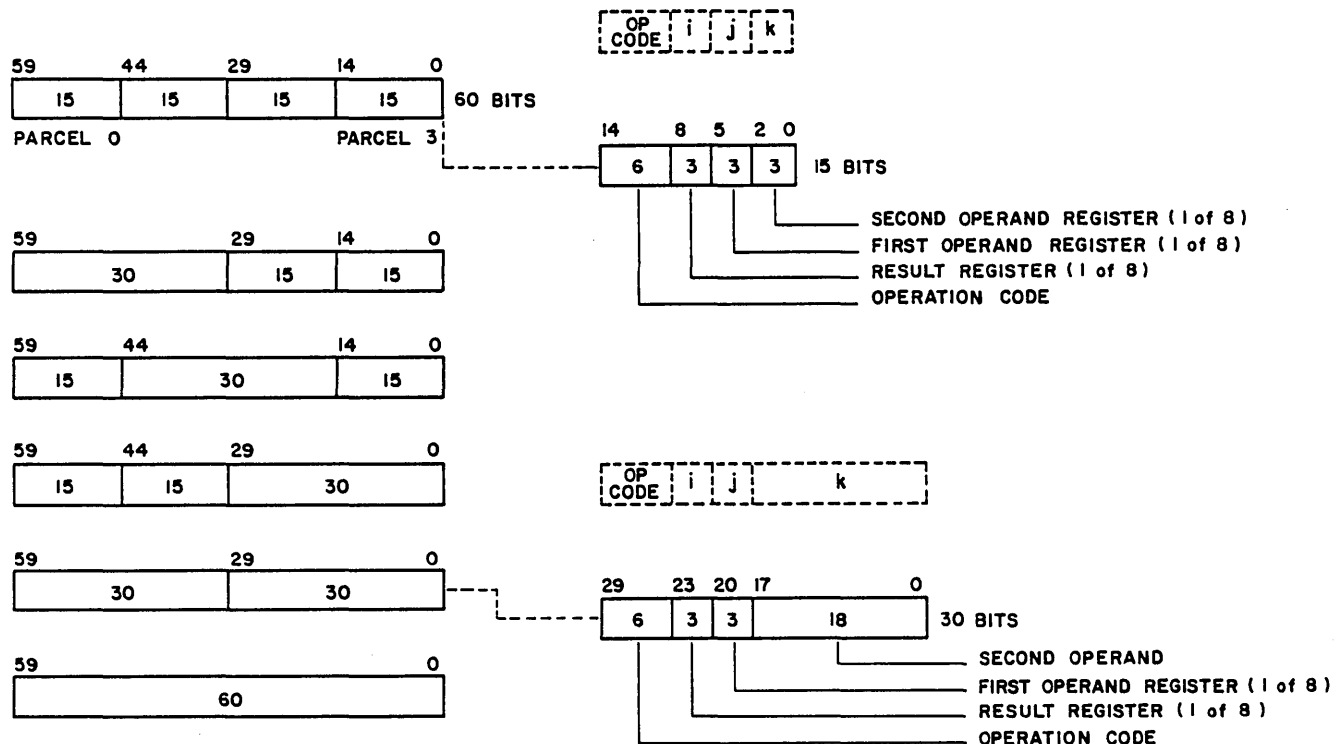 OP CODE i j k
59 44 29 14 0
15 15 15 15 60 BITS
PARCEL 0 PARCEL 3
14 8 5 2 0
6 3 3 3 15 BITS
SECOND OPERAND REGISTER (1 of 8)
FIRST OPERAND REGISTER (1 of 8)
RESULT REGISTER (1 of 8)
OPERATION CODE
59 29 14 0
30 15 15
59 44 14 0
15 30 15
59 44 29 0
15 15 30
OP CODE i j k
59 29 0
30 30
29 23 20 17 0
6 3 3 18 30 BITS
SECOND OPERAND
FIRST OPERAND REGISTER (1 of 8)
RESULT REGISTER (1 of 8)
OPERATION CODE
59 0
60